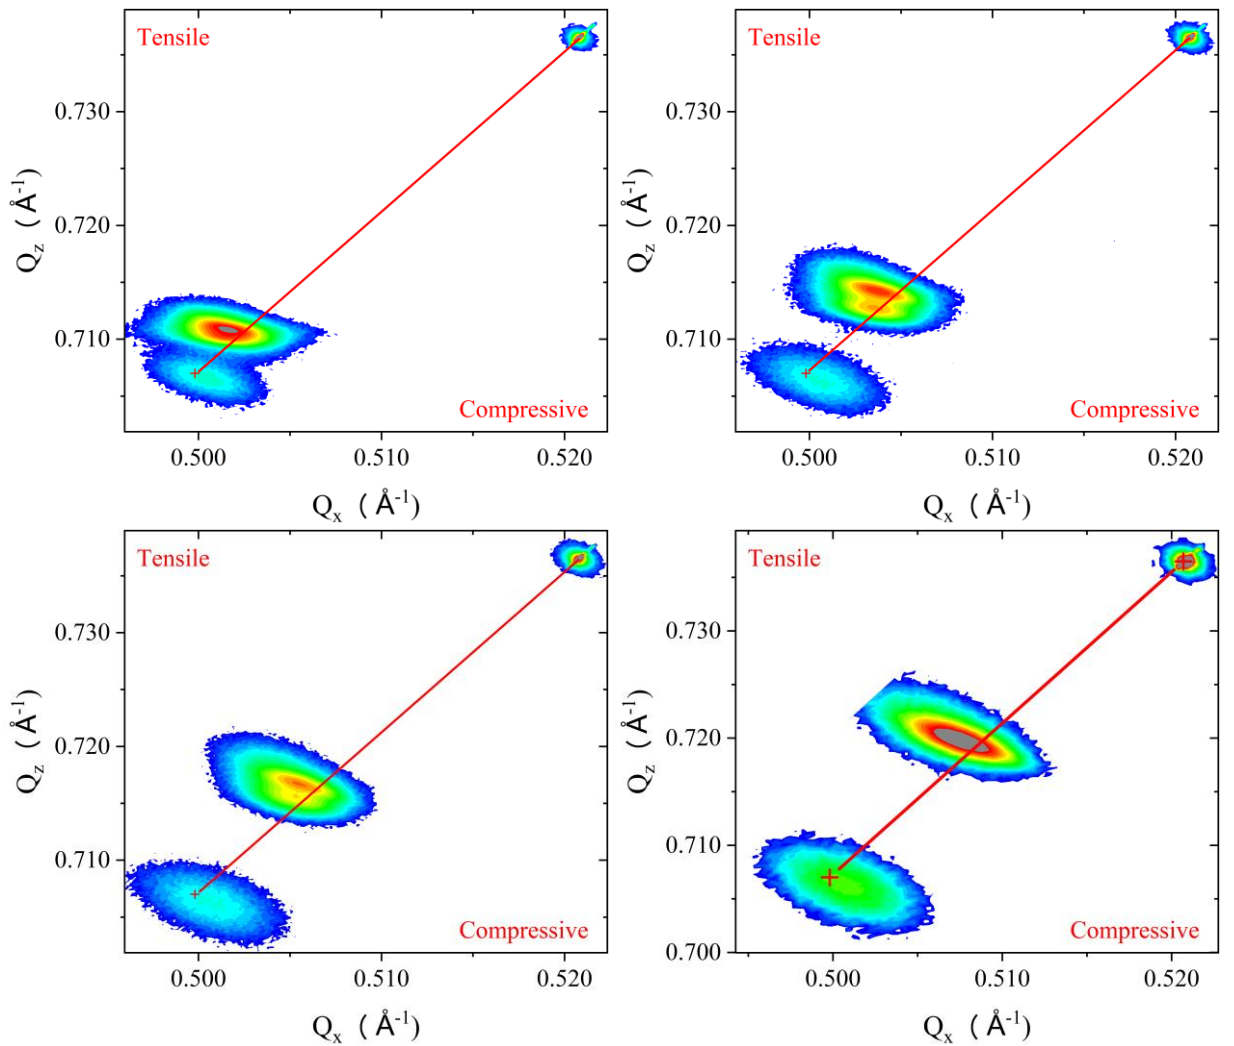 Tensile
0.730
0.720
0.710
Q_z ( Å^-1)
Compressive
0.500 0.510 0.520
Q_x ( Å^-1)
Tensile
0.730
0.720
0.710
Q_z ( Å^-1)
Compressive
0.500 0.510 0.520
Q_x ( Å^-1)
Tensile
0.730
0.720
0.710
Q_z ( Å^-1)
Compressive
0.500 0.510 0.520
Q_x ( Å^-1)
Tensile
0.730
0.720
0.710
0.700
Q_z ( Å^-1)
Compressive
0.500 0.510 0.520
Q_x ( Å^-1)